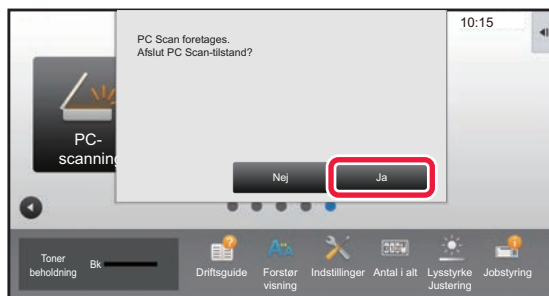 10:15
PC Scan foretages.
Afslut PC Scan-tilstand?
PC-
scanning
Nej
Ja
Toner
beholdning
Bk
Driftsguide
Forstør
visning
Indstillinger
Antal i alt
Lysstyrke
Justering
Jobstyring